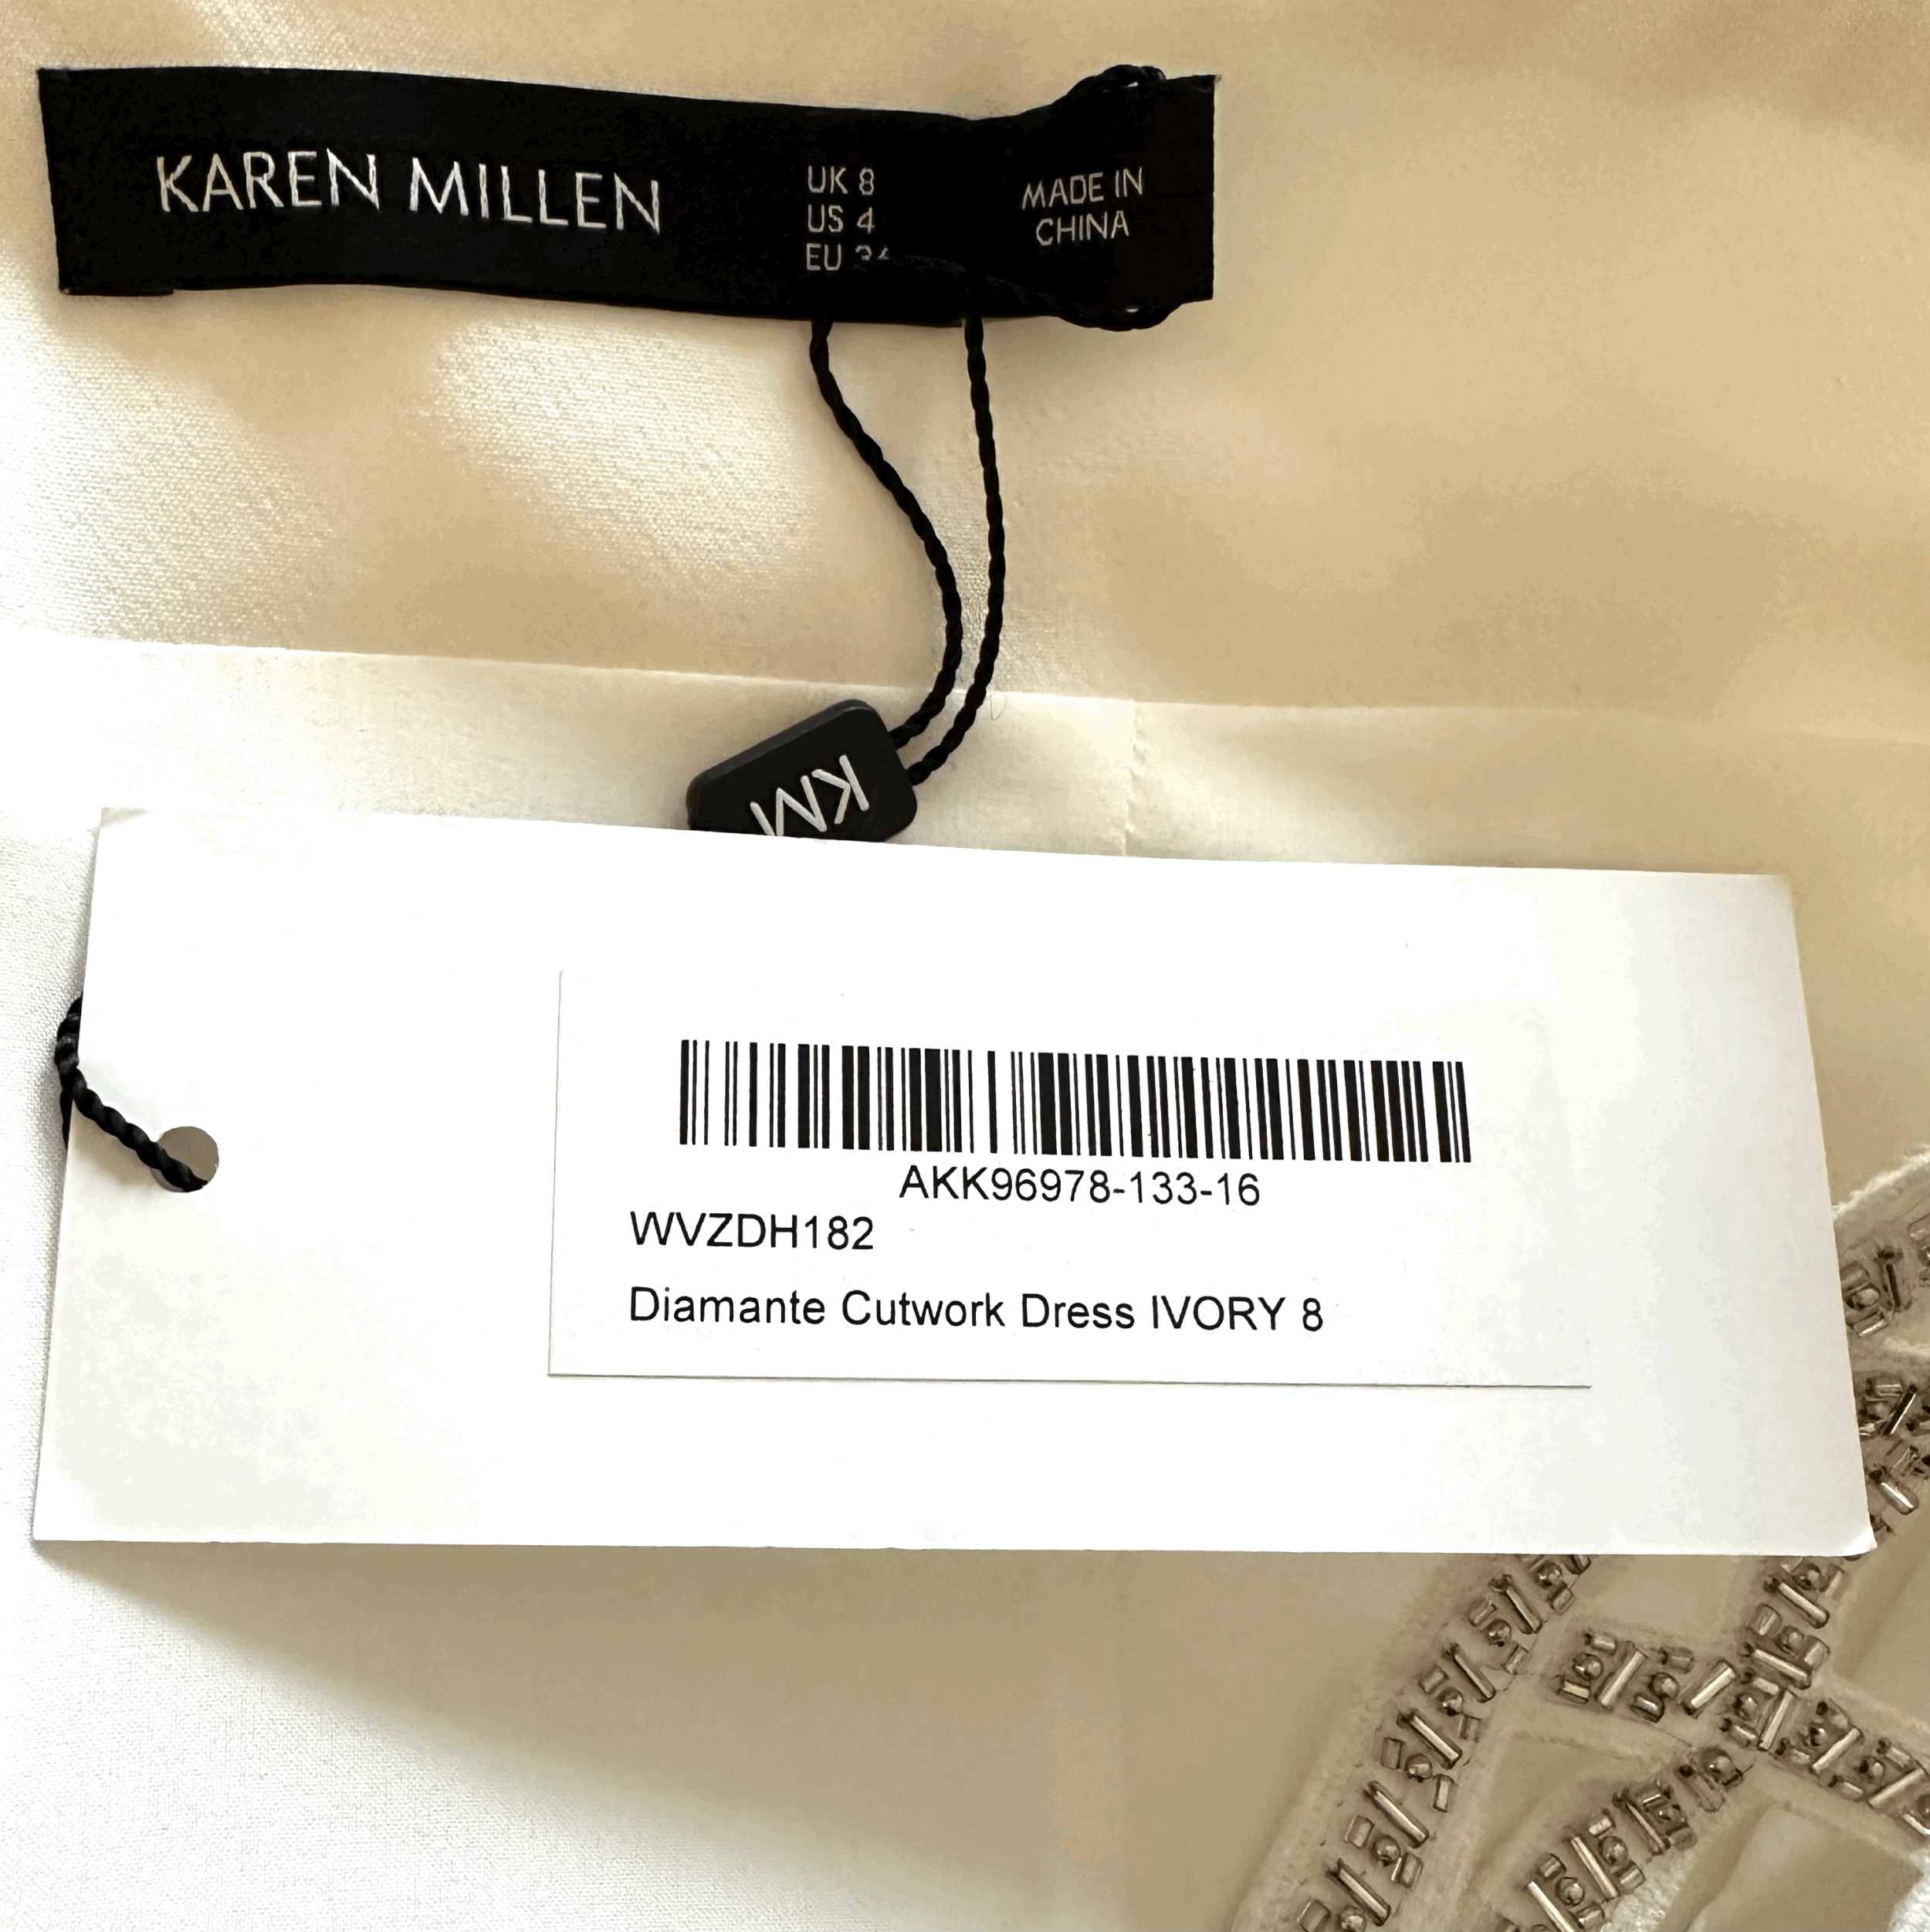 KAREN MILLEN
UK 8
US 4
EU
MADE IN
CHINA
KM
AKK96978-133-16
WVZDH182
Diamante Cutwork Dress IVORY 8